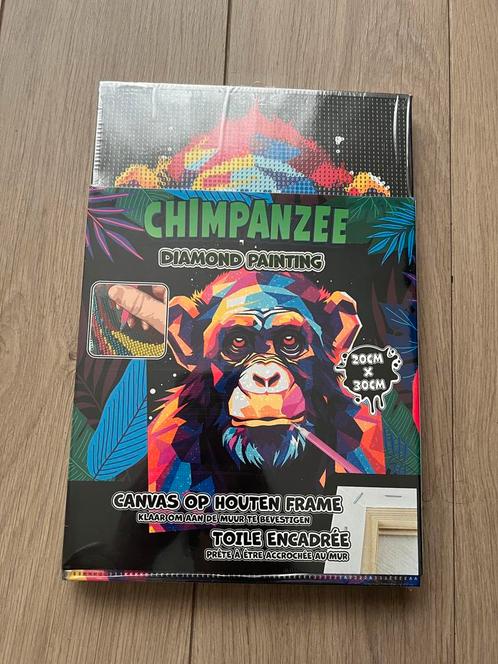 CHIMPANZEE
DIAMOND PAINTING
20CM
X
30CM
CANVAS OP HOUTEN FRAME
KLAAR OM AAN DE MUUR TE BEVESTIGEN
TOILE ENCADRÉE
PRÊTE À ÊTRE ACCROCHÉE AU MUR